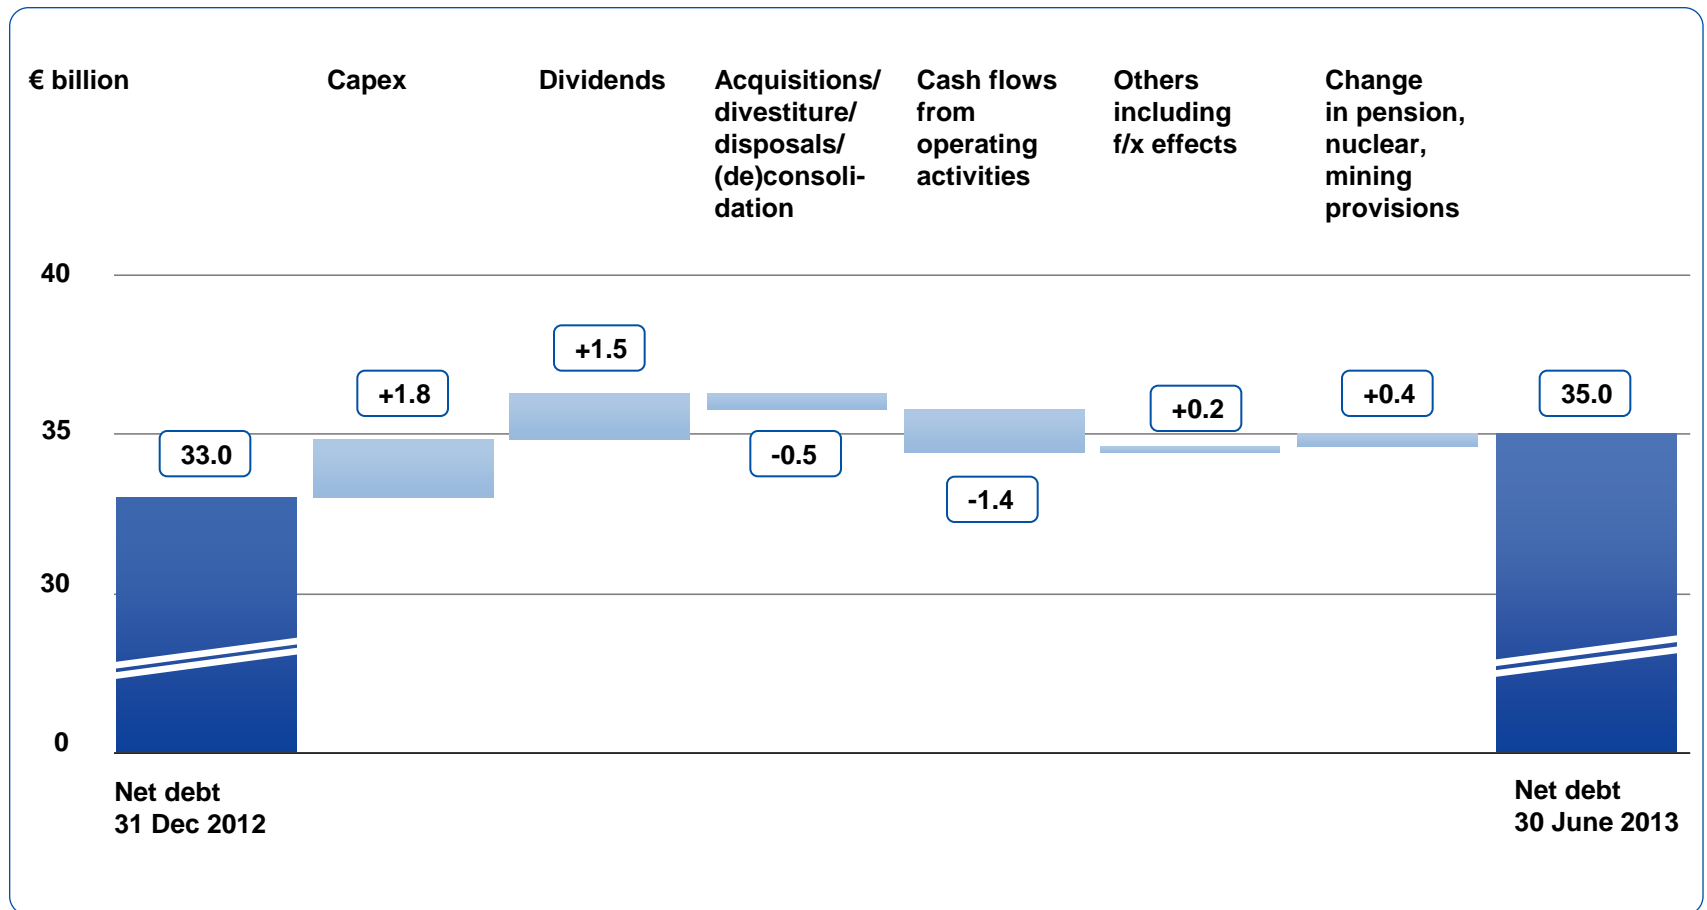 € billion
Capex
Dividends
Acquisitions/
divestiture/
disposals/
(de)consoli-
dation
Cash flows
from
operating
activities
Others
including
f/x effects
Change
in pension,
nuclear,
mining
provisions
40
+1.5
+1.8
+0.2
+0.4
35.0
35
33.0
-0.5
-1.4
30
0
Net debt
31 Dec 2012
Net debt
30 June 2013